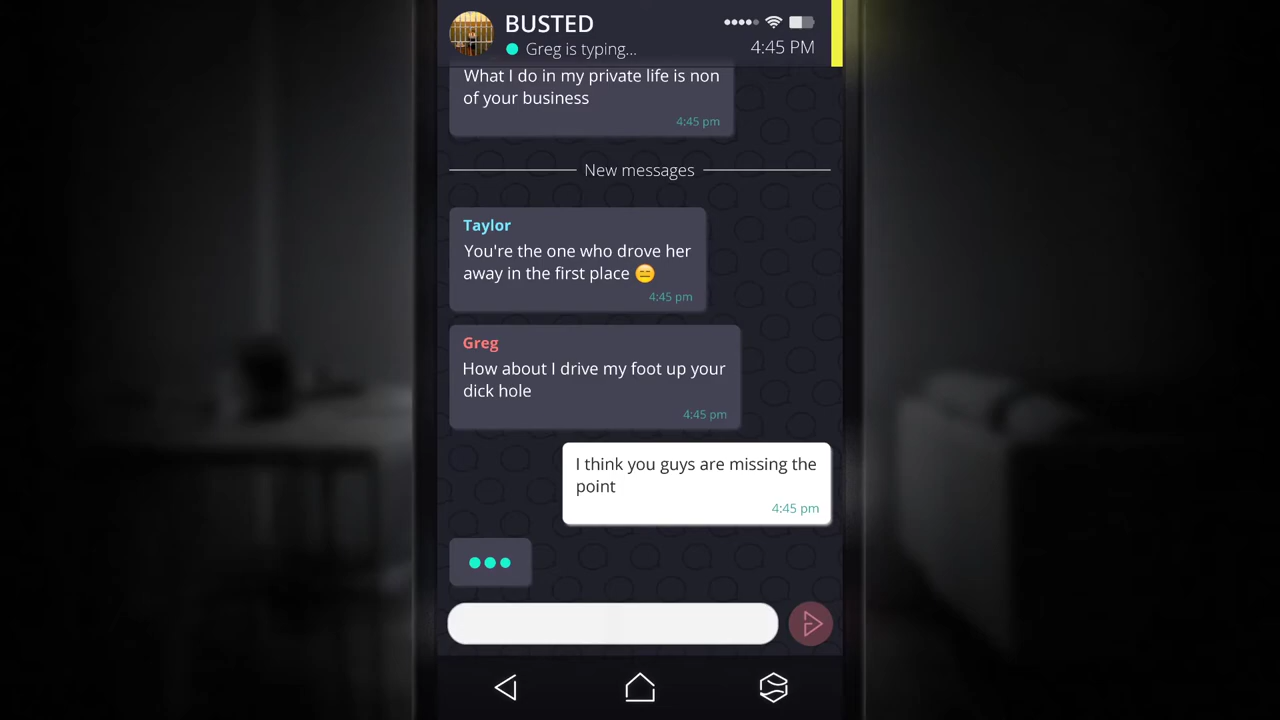 BUSTED
Greg is typing...
4:45 PM
What I do in my private life is non
of your business
4:45 pm
New messages
Taylor
You're the one who drove her
away in the first place 😑
4:45 pm
Greg
How about I drive my foot up your
dick hole
4:45 pm
I think you guys are missing the
point
4:45 pm